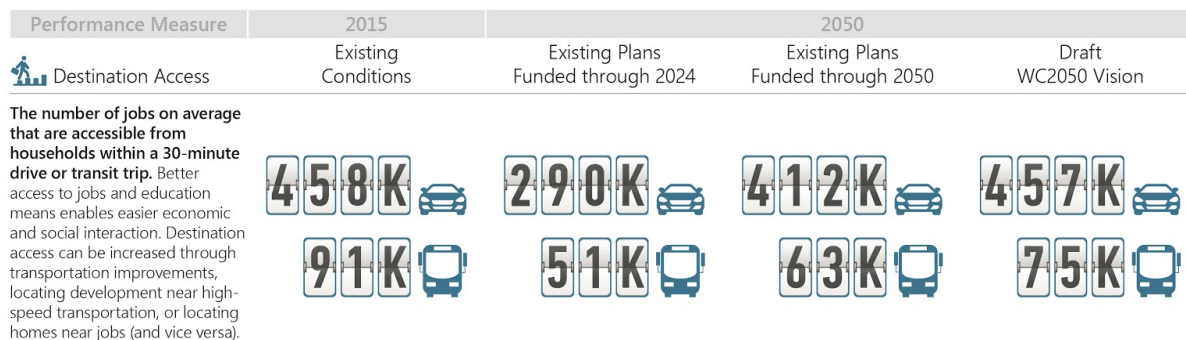 Performance Measure 2015 2050
Destination Access
Existing
Conditions
Existing Plans
Funded through 2024
Existing Plans
Funded through 2050
Draft
WC2050 Vision
The number of jobs on average
that are accessible from
households within a 30-minute
drive or transit trip. Better
access to jobs and education
means enables easier economic
and social interaction. Destination
access can be increased through
transportation improvements,
locating development near high-
speed transportation, or locating
homes near jobs (and vice versa).
458K 290K 412K 457K
91K 51K 63K 75K